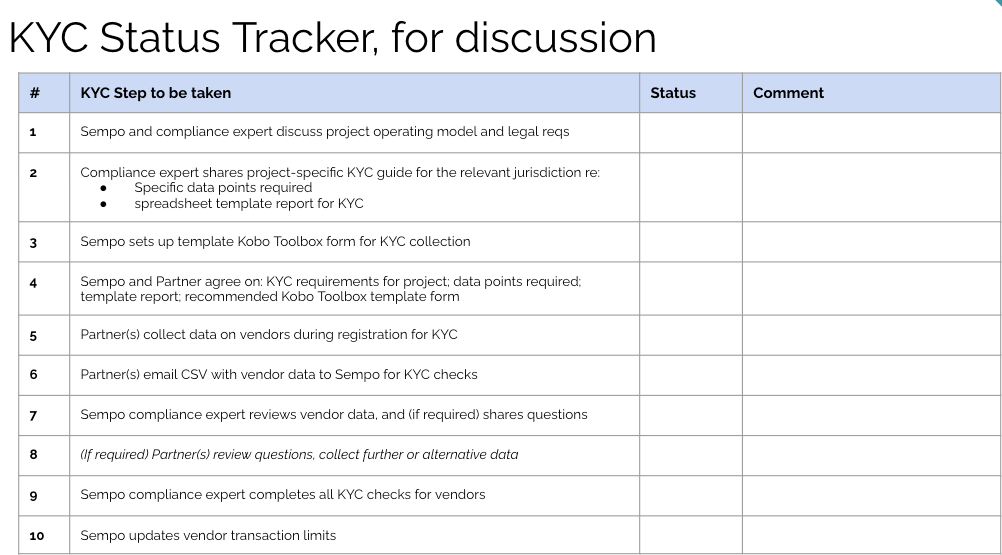 KYC Status Tracker, for discussion
# KYC Step to be taken Status Comment
1 Sempo and compliance expert discuss project operating model and legal reqs
2 Compliance expert shares project-specific KYC guide for the relevant jurisdiction re:
● Specific data points required
● spreadsheet template report for KYC
3 Sempo sets up template Kobo Toolbox form for KYC collection
4 Sempo and Partner agree on: KYC requirements for project; data points required;
template report; recommended Kobo Toolbox template form
5 Partner(s) collect data on vendors during registration for KYC
6 Partner(s) email CSV with vendor data to Sempo for KYC checks
7 Sempo compliance expert reviews vendor data, and (if required) shares questions
8 (If required) Partner(s) review questions, collect further or alternative data
9 Sempo compliance expert completes all KYC checks for vendors
10 Sempo updates vendor transaction limits